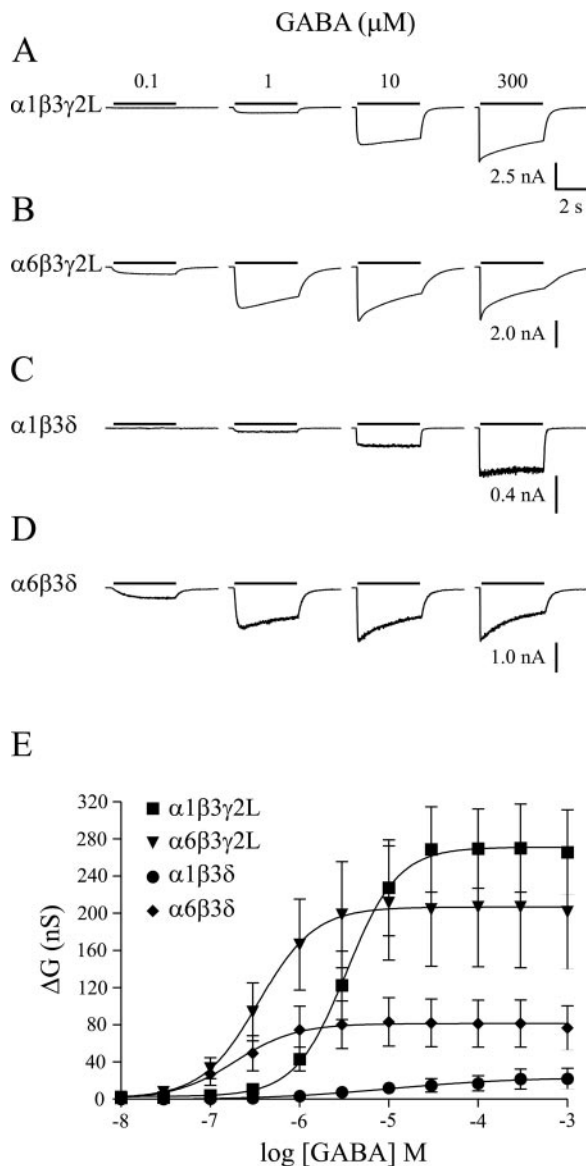 GABA (μM)
A
0.1 1 10 300
α1β3γ2L
2.5 nA
2 s
B
α6β3γ2L
2.0 nA
C
α1β3δ
0.4 nA
D
α6β3δ
1.0 nA
E
320
280
240
200
160
120
80
40
0
ΔG (nS)
α1β3γ2L
α6β3γ2L
α1β3δ
α6β3δ
-8 -7 -6 -5 -4 -3
log [GABA] M